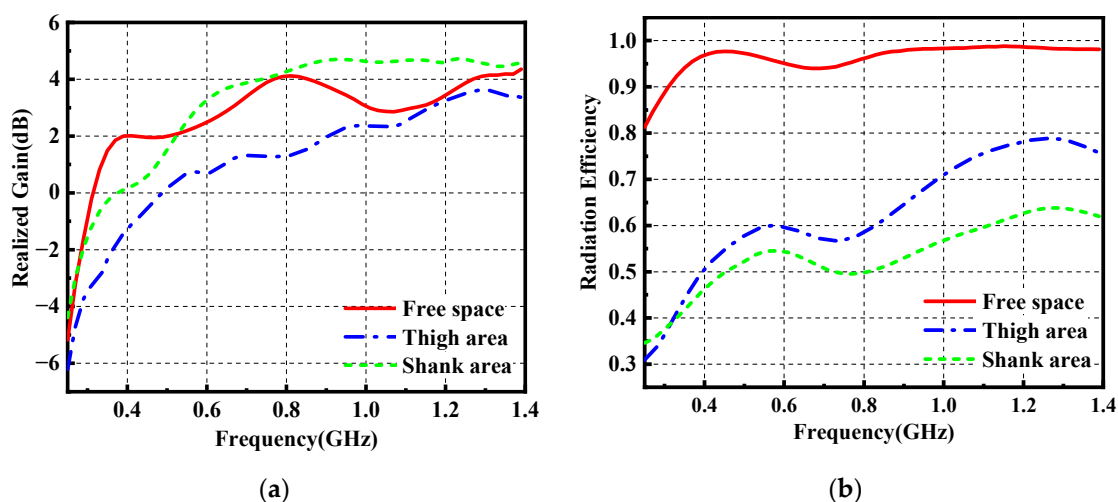 6
4
2
0
−2
−4
−6
Realized Gain(dB)
Free space
Thigh area
Shank area
0.4 0.6 0.8 1.0 1.2 1.4
Frequency(GHz)
(a)
1.0
0.9
0.8
0.7
0.6
0.5
0.4
0.3
Radiation Efficiency
Free space
Thigh area
Shank area
0.4 0.6 0.8 1.0 1.2 1.4
Frequency(GHz)
(b)